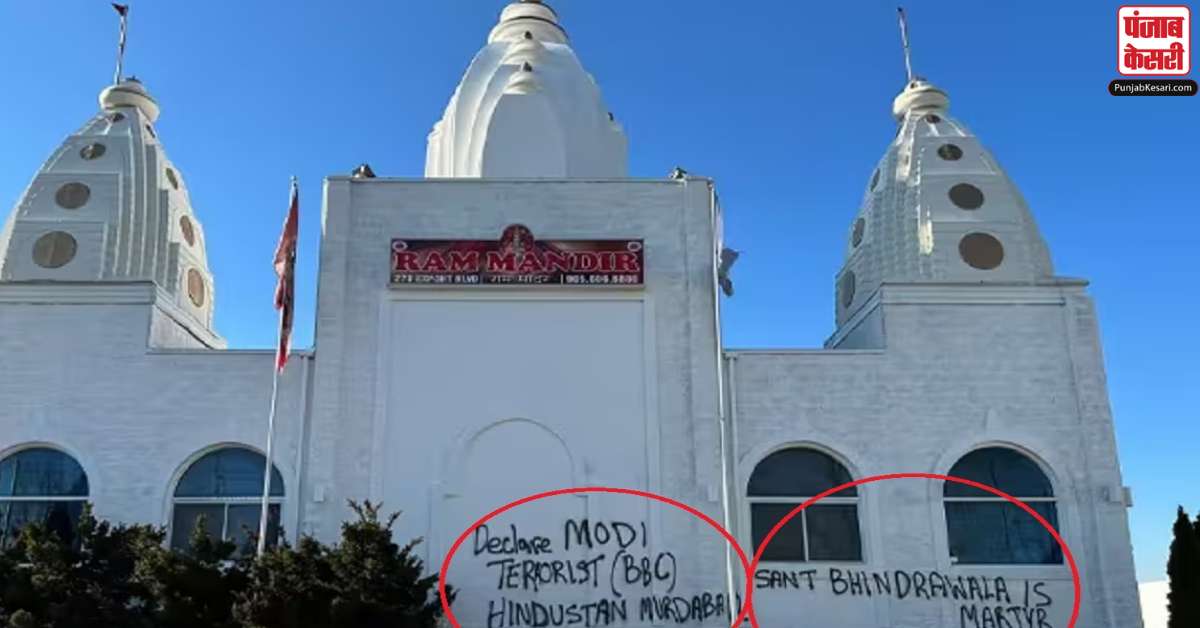 पंजाब
केसरी
PunjabKesari.com
RAM MANDIR
Declare MODI
TERRORIST (BBC)
HINDUSTAN MURDABAD
SANT BHINDRAWALA IS
MARTYR